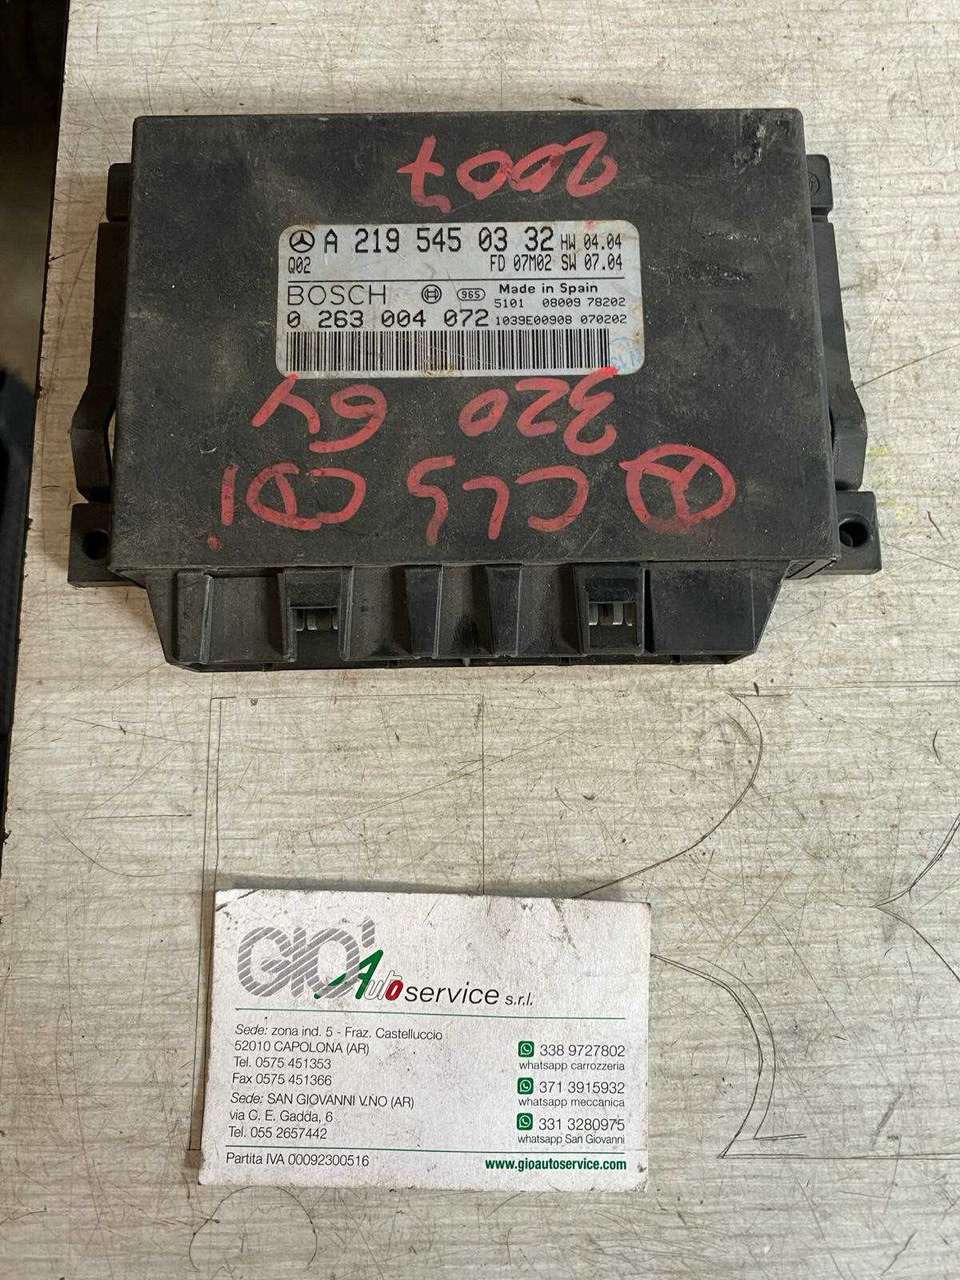 2007
A 219 545 03 32 HW 04.04
Q02 FD 07M02 SW 07.04
BOSCH 965 Made in Spain
5101 08009 78202
0 263 004 072 1039E00908 070202
320 6V
CLS CDI
GIO' Auto service s.r.l.
Sede: zona ind. 5 - Fraz. Castelluccio
52010 CAPOLONA (AR)
Tel. 0575 451353
Fax 0575 451366
Sede: SAN GIOVANNI V.NO (AR)
via C. E. Gadda, 6
Tel. 055 2657442
338 9727802
whatsapp carrozzeria
371 3915932
whatsapp meccanica
331 3280975
whatsapp San Giovanni
Partita IVA 00092300516 www.gioautoservice.com